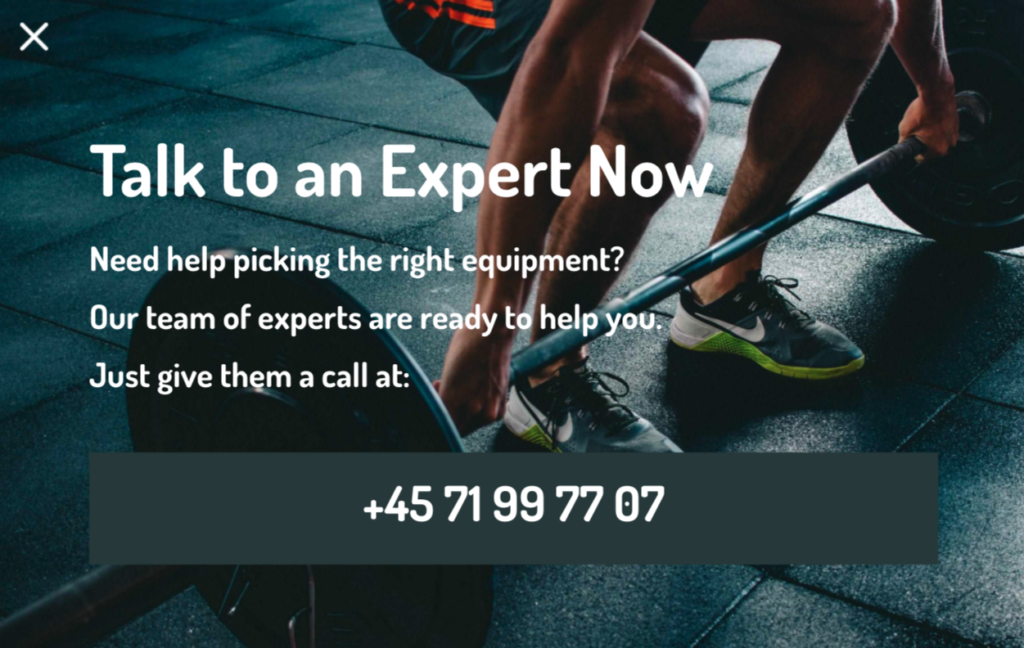 Talk to an Expert Now
Need help picking the right equipment?
Our team of experts are ready to help you.
Just give them a call at:
+45 71 99 77 07